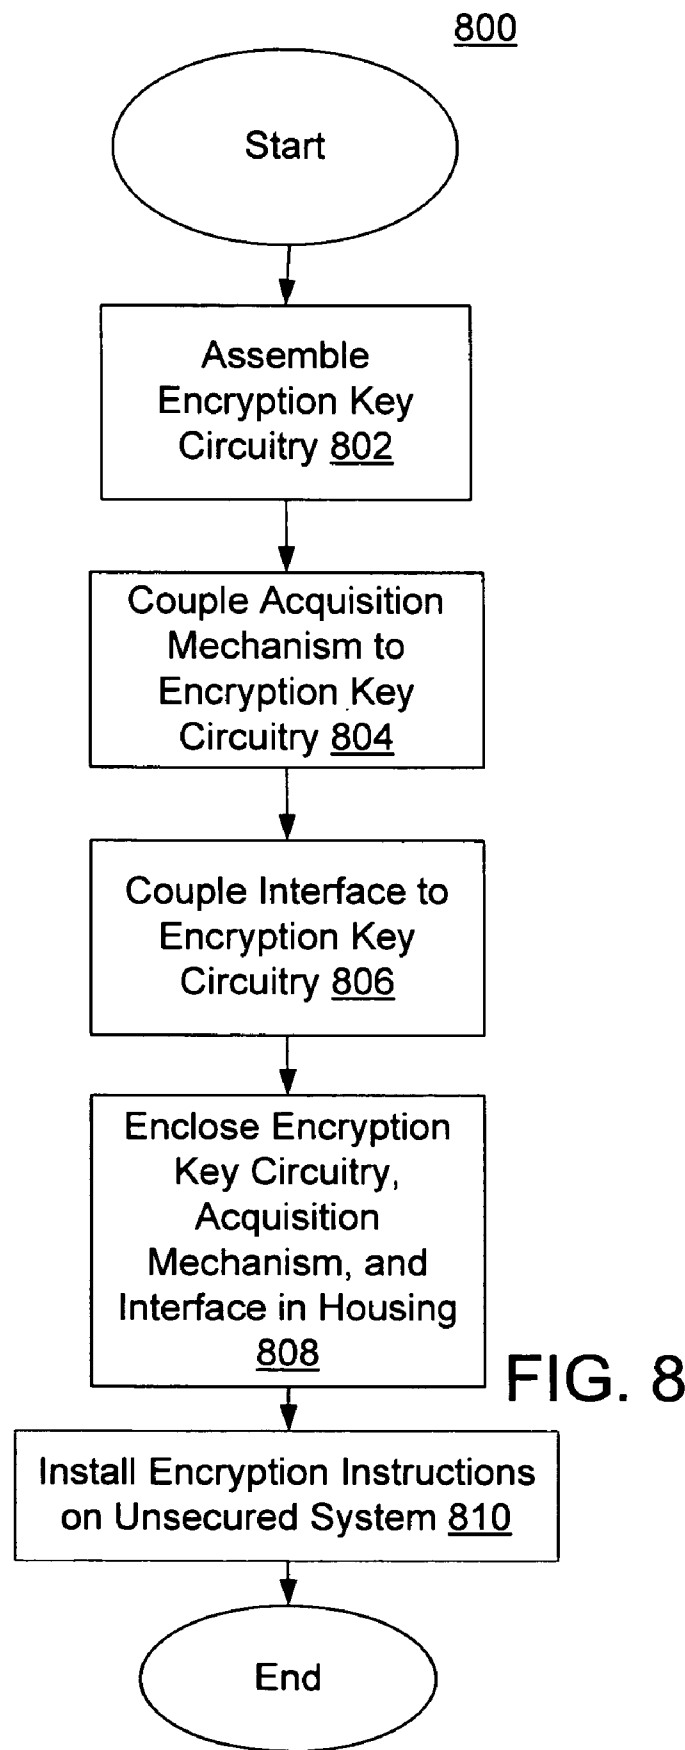 800
Start
Assemble
Encryption Key
Circuitry 802
Couple Acquisition
Mechanism to
Encryption Key
Circuitry 804
Couple Interface to
Encryption Key
Circuitry 806
Enclose Encryption
Key Circuitry,
Acquisition
Mechanism, and
Interface in Housing
808
FIG. 8
Install Encryption Instructions
on Unsecured System 810
End